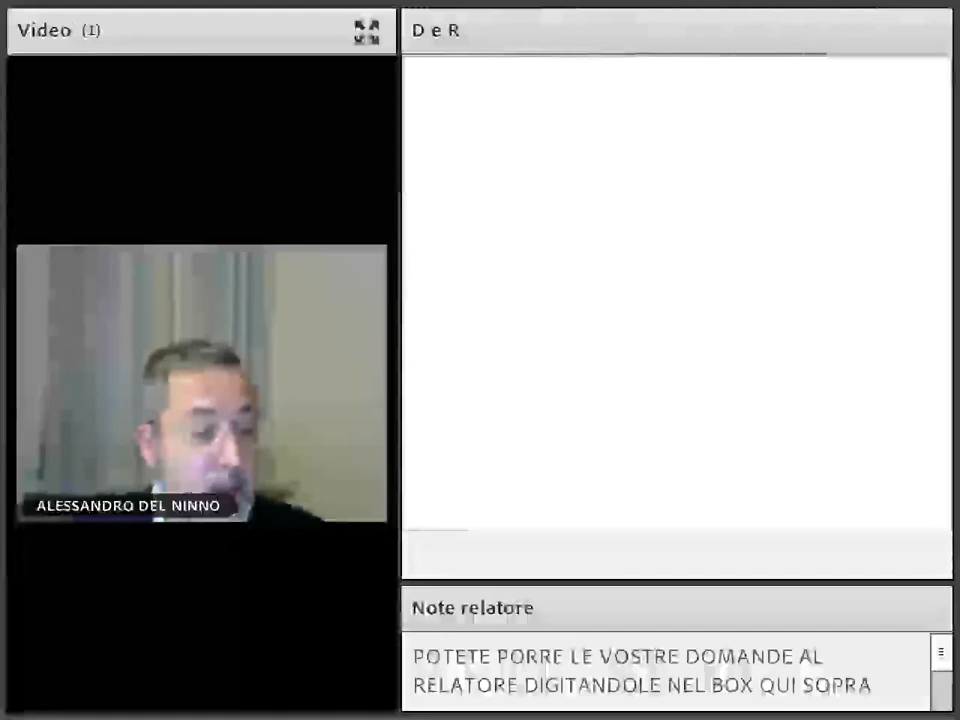 Video (1)
D e R
ALESSANDRO DEL NINNO
Note relatore
POTETE PORRE LE VOSTRE DOMANDE AL
RELATORE DIGITANDOLE NEL BOX QUI SOPRA